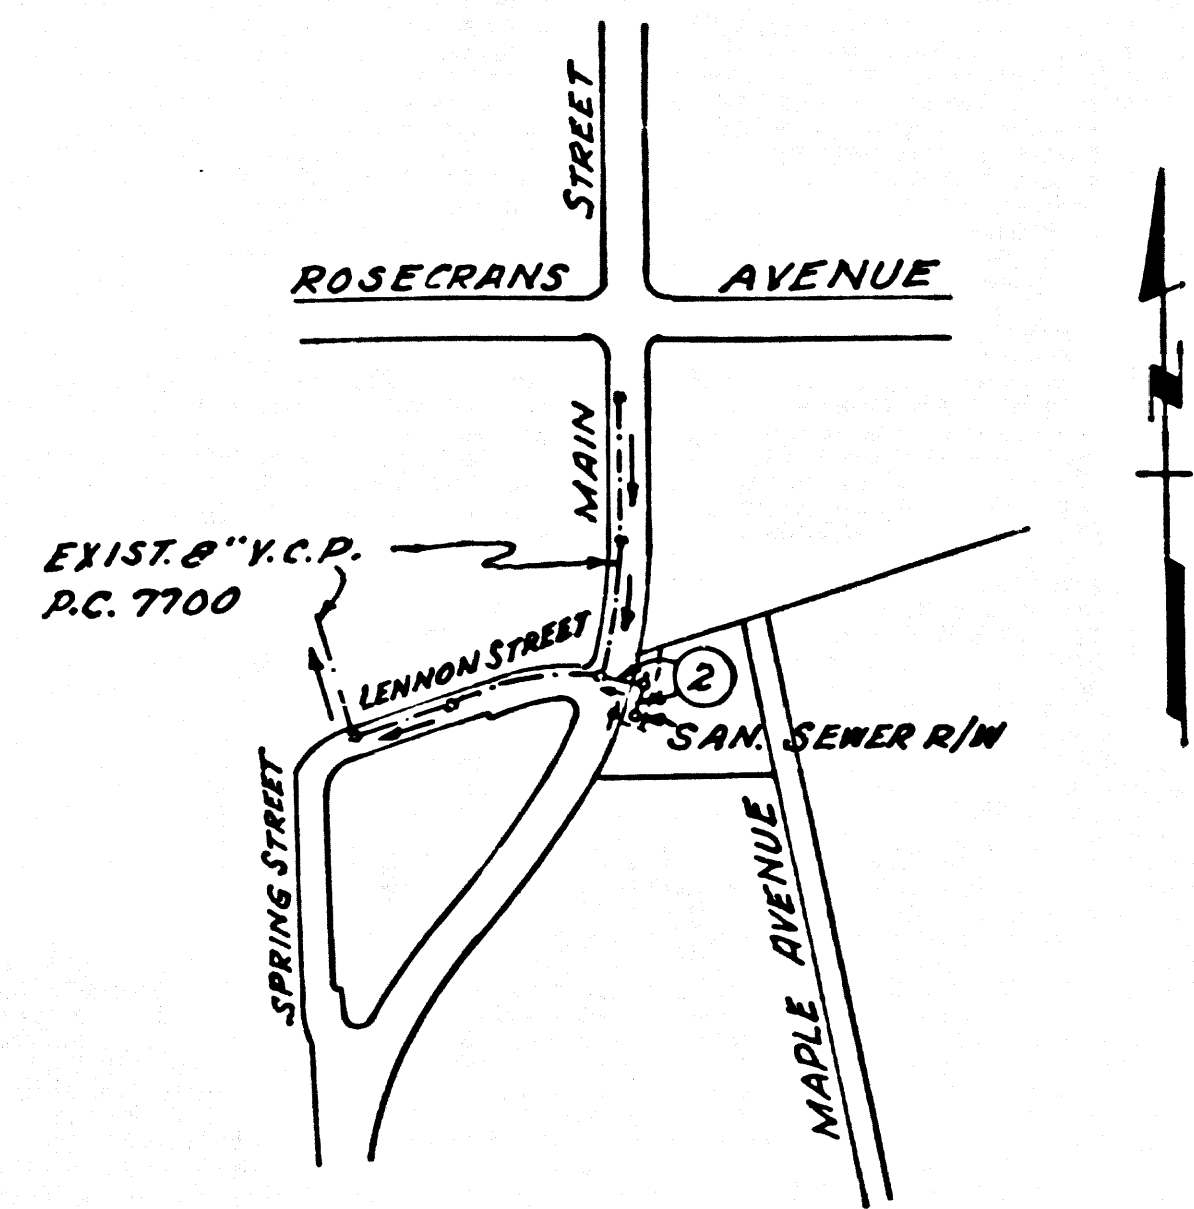 STREET
ROSECRANS AVENUE
N
MAIN
EXIST. 8" V.C.P.
P.C. 7700
LENNON STREET
2
SAN. SEWER R/W
SPRING STREET
MAPLE AVENUE